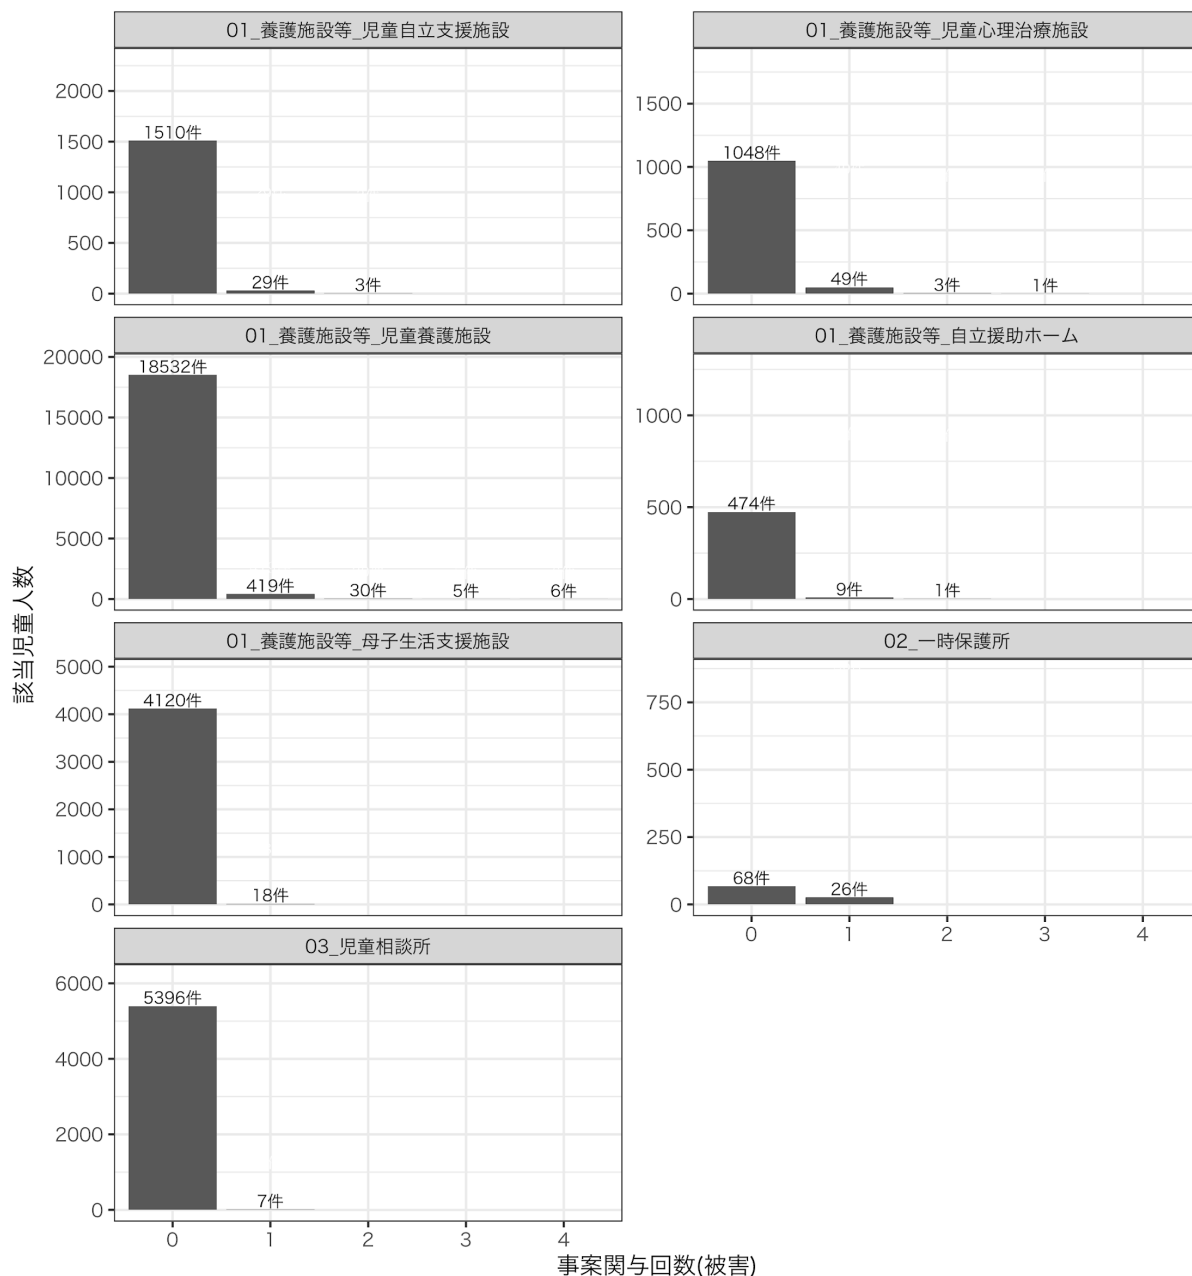 01_養護施設等_児童自立支援施設
2000
1500
1000
500
0
1510件
29件
3件
01_養護施設等_児童心理治療施設
1500
1000
500
0
1048件
49件
3件
1件
01_養護施設等_児童養護施設
20000
15000
10000
5000
0
18532件
419件
30件
5件
6件
01_養護施設等_自立援助ホーム
1000
500
0
474件
9件
1件
01_養護施設等_母子生活支援施設
5000
4000
3000
2000
1000
0
4120件
18件
02_一時保護所
750
500
250
0
68件
26件
0 1 2 3 4
03_児童相談所
6000
4000
2000
0
5396件
7件
0 1 2 3 4
該当児童人数
事案関与回数(被害)